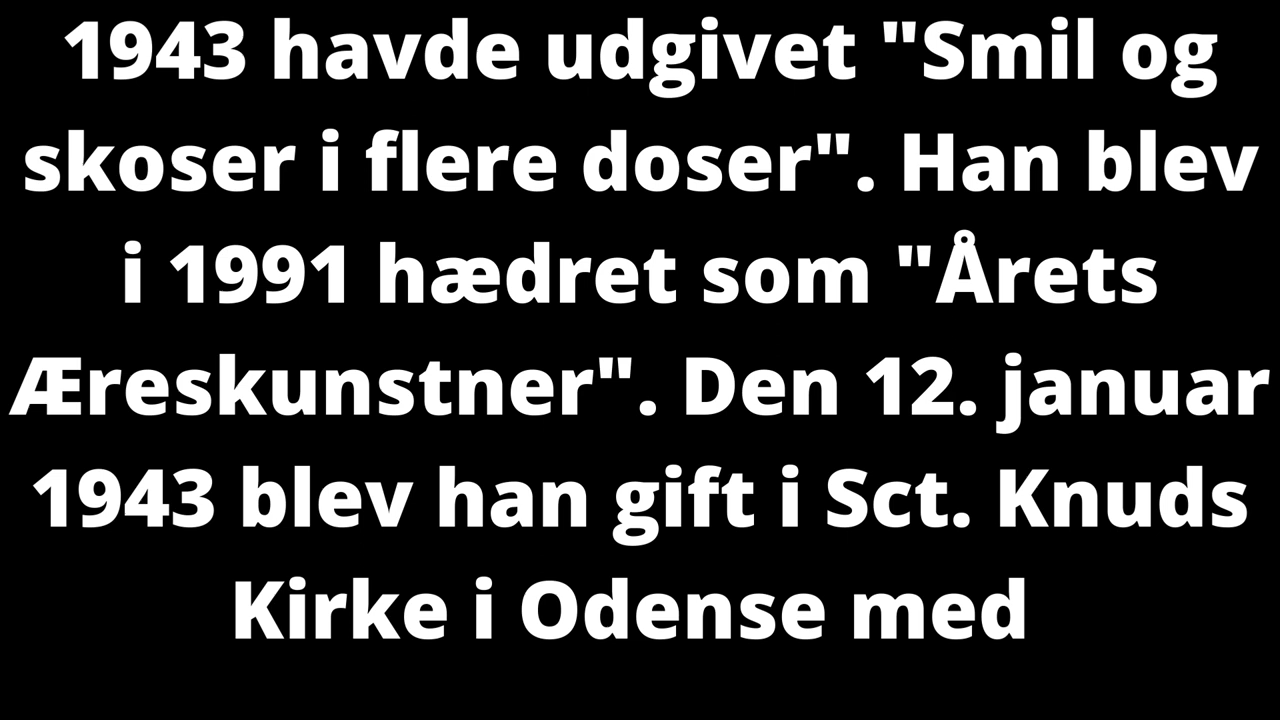 1943 havde udgivet "Smil og
skoser i flere doser". Han blev
i 1991 hædret som "Årets
Æreskunstner". Den 12. januar
1943 blev han gift i Sct. Knuds
Kirke i Odense med